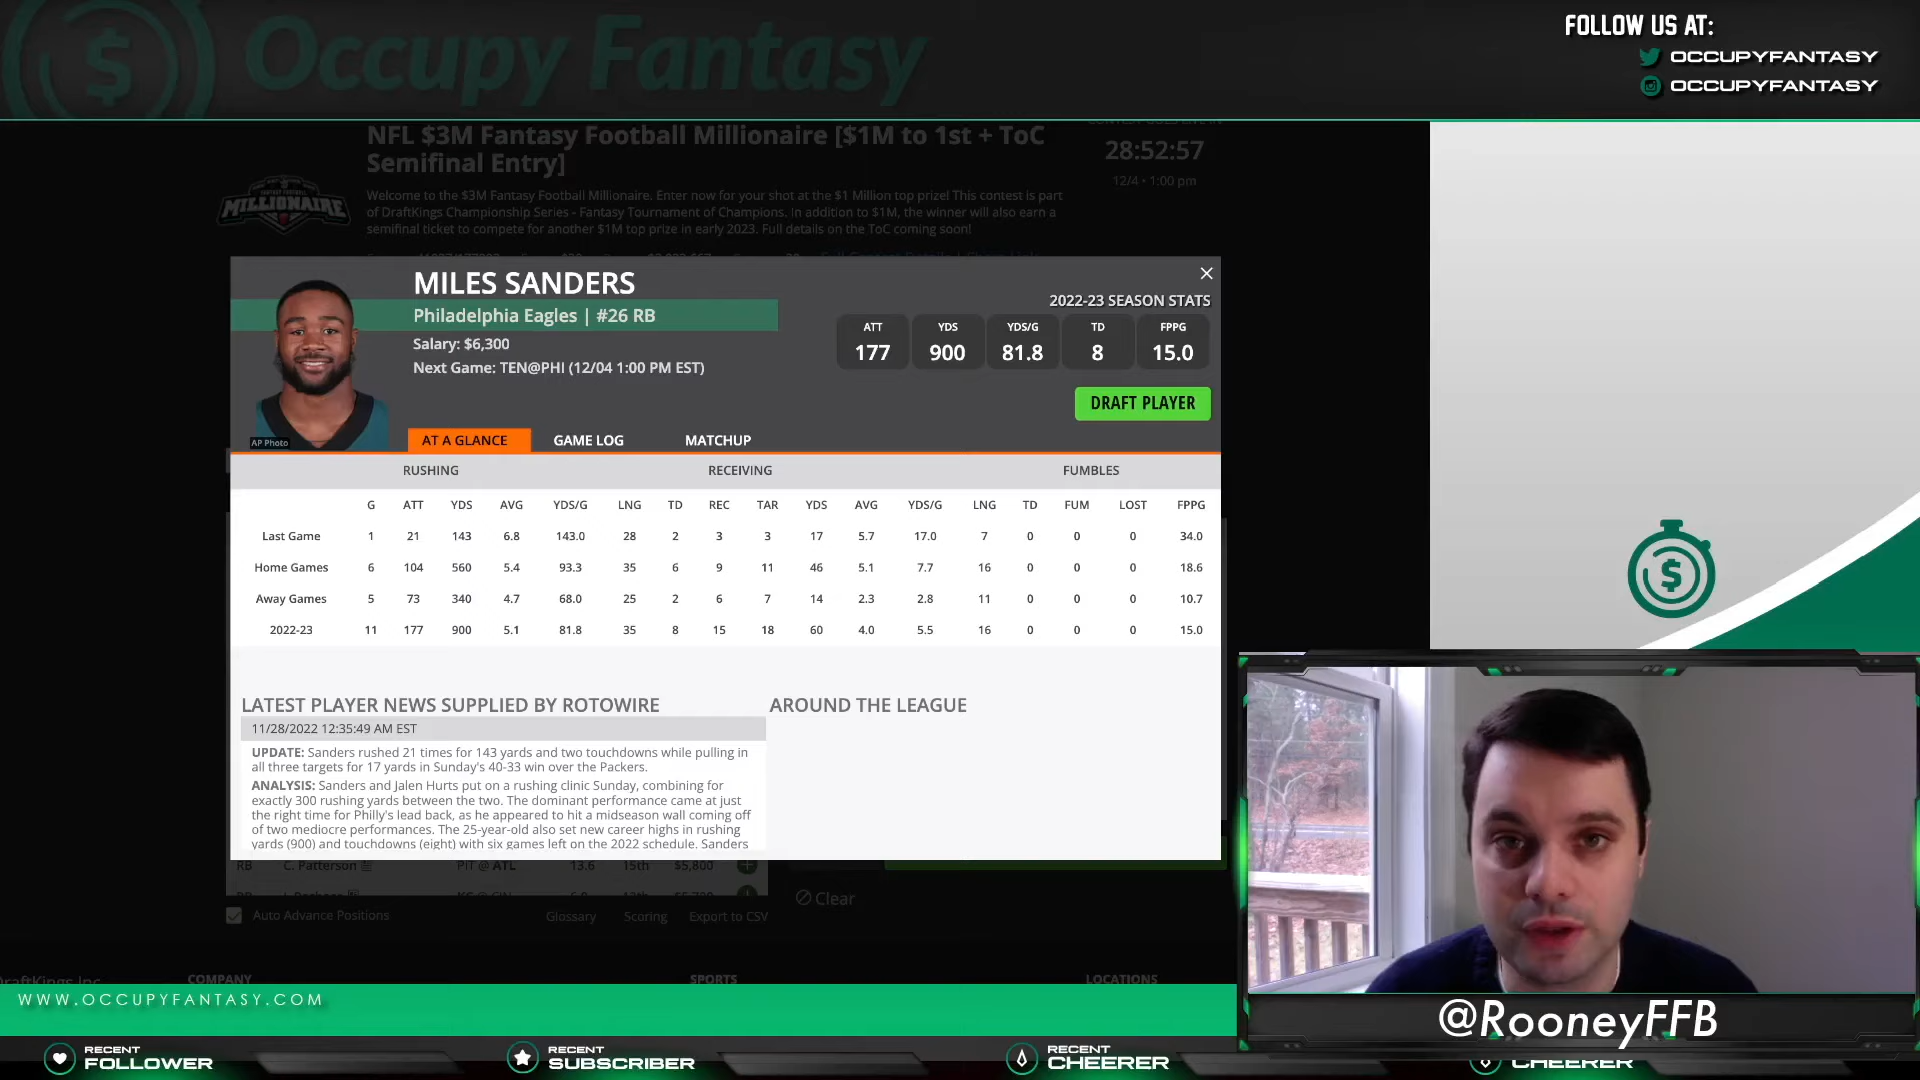 Occupy Fantasy
FOLLOW US AT:
OCCUPYFANTASY
OCCUPYFANTASY
NFL $3M Fantasy Football Millionaire [$1M to 1st + ToC
Semifinal Entry]
28:52:57
12/4 • 1:00 pm
MILLIONAIRE
Welcome to the $3M Fantasy Football Millionaire. Enter now for your shot at the $1 Million top prize! This contest is part
of DraftKings Championship Series - Fantasy Tournament of Champions. In addition to $1M, the winner will also earn a
semifinal ticket to compete for another $1M top prize in early 2023. Full details on the ToC coming soon!
MILES SANDERS
Philadelphia Eagles | #26 RB
Salary: $6,300
Next Game: TEN@PHI (12/04 1:00 PM EST)
AP Photo
2022-23 SEASON STATS
ATT YDS YDS/G TD FPPG
177 900 81.8 8 15.0
DRAFT PLAYER
AT A GLANCE GAME LOG MATCHUP
RUSHING RECEIVING FUMBLES
G ATT YDS AVG YDS/G LNG TD REC TAR YDS AVG YDS/G LNG TD FUM LOST FPPG
Last Game 1 21 143 6.8 143.0 28 2 3 3 17 5.7 17.0 7 0 0 0 34.0
Home Games 6 104 560 5.4 93.3 35 6 9 11 46 5.1 7.7 16 0 0 0 18.6
Away Games 5 73 340 4.7 68.0 25 2 6 7 14 2.3 2.8 11 0 0 0 10.7
2022-23 11 177 900 5.1 81.8 35 8 15 18 60 4.0 5.5 16 0 0 0 15.0
LATEST PLAYER NEWS SUPPLIED BY ROTOWIRE
11/28/2022 12:35:49 AM EST
UPDATE: Sanders rushed 21 times for 143 yards and two touchdowns while pulling in
all three targets for 17 yards in Sunday's 40-33 win over the Packers.
ANALYSIS: Sanders and Jalen Hurts put on a rushing clinic Sunday, combining for
exactly 300 rushing yards between the two. The dominant performance came at just
the right time for Philly's lead back, as he appeared to hit a midseason wall coming off
of two mediocre performances. The 25-year-old also set new career highs in rushing
yards (900) and touchdowns (eight) with six games left on the 2022 schedule. Sanders
AROUND THE LEAGUE
RB C. Patterson PIT @ ATL 13.6 15th $5,800
Clear
Auto Advance Positions Glossary Scoring Export to CSV
COMPANY SPORTS LOCATIONS
WWW.OCCUPYFANTASY.COM
@RooneyFFB
RECENT
FOLLOWER
RECENT
SUBSCRIBER
RECENT
CHEERER
CHEERER